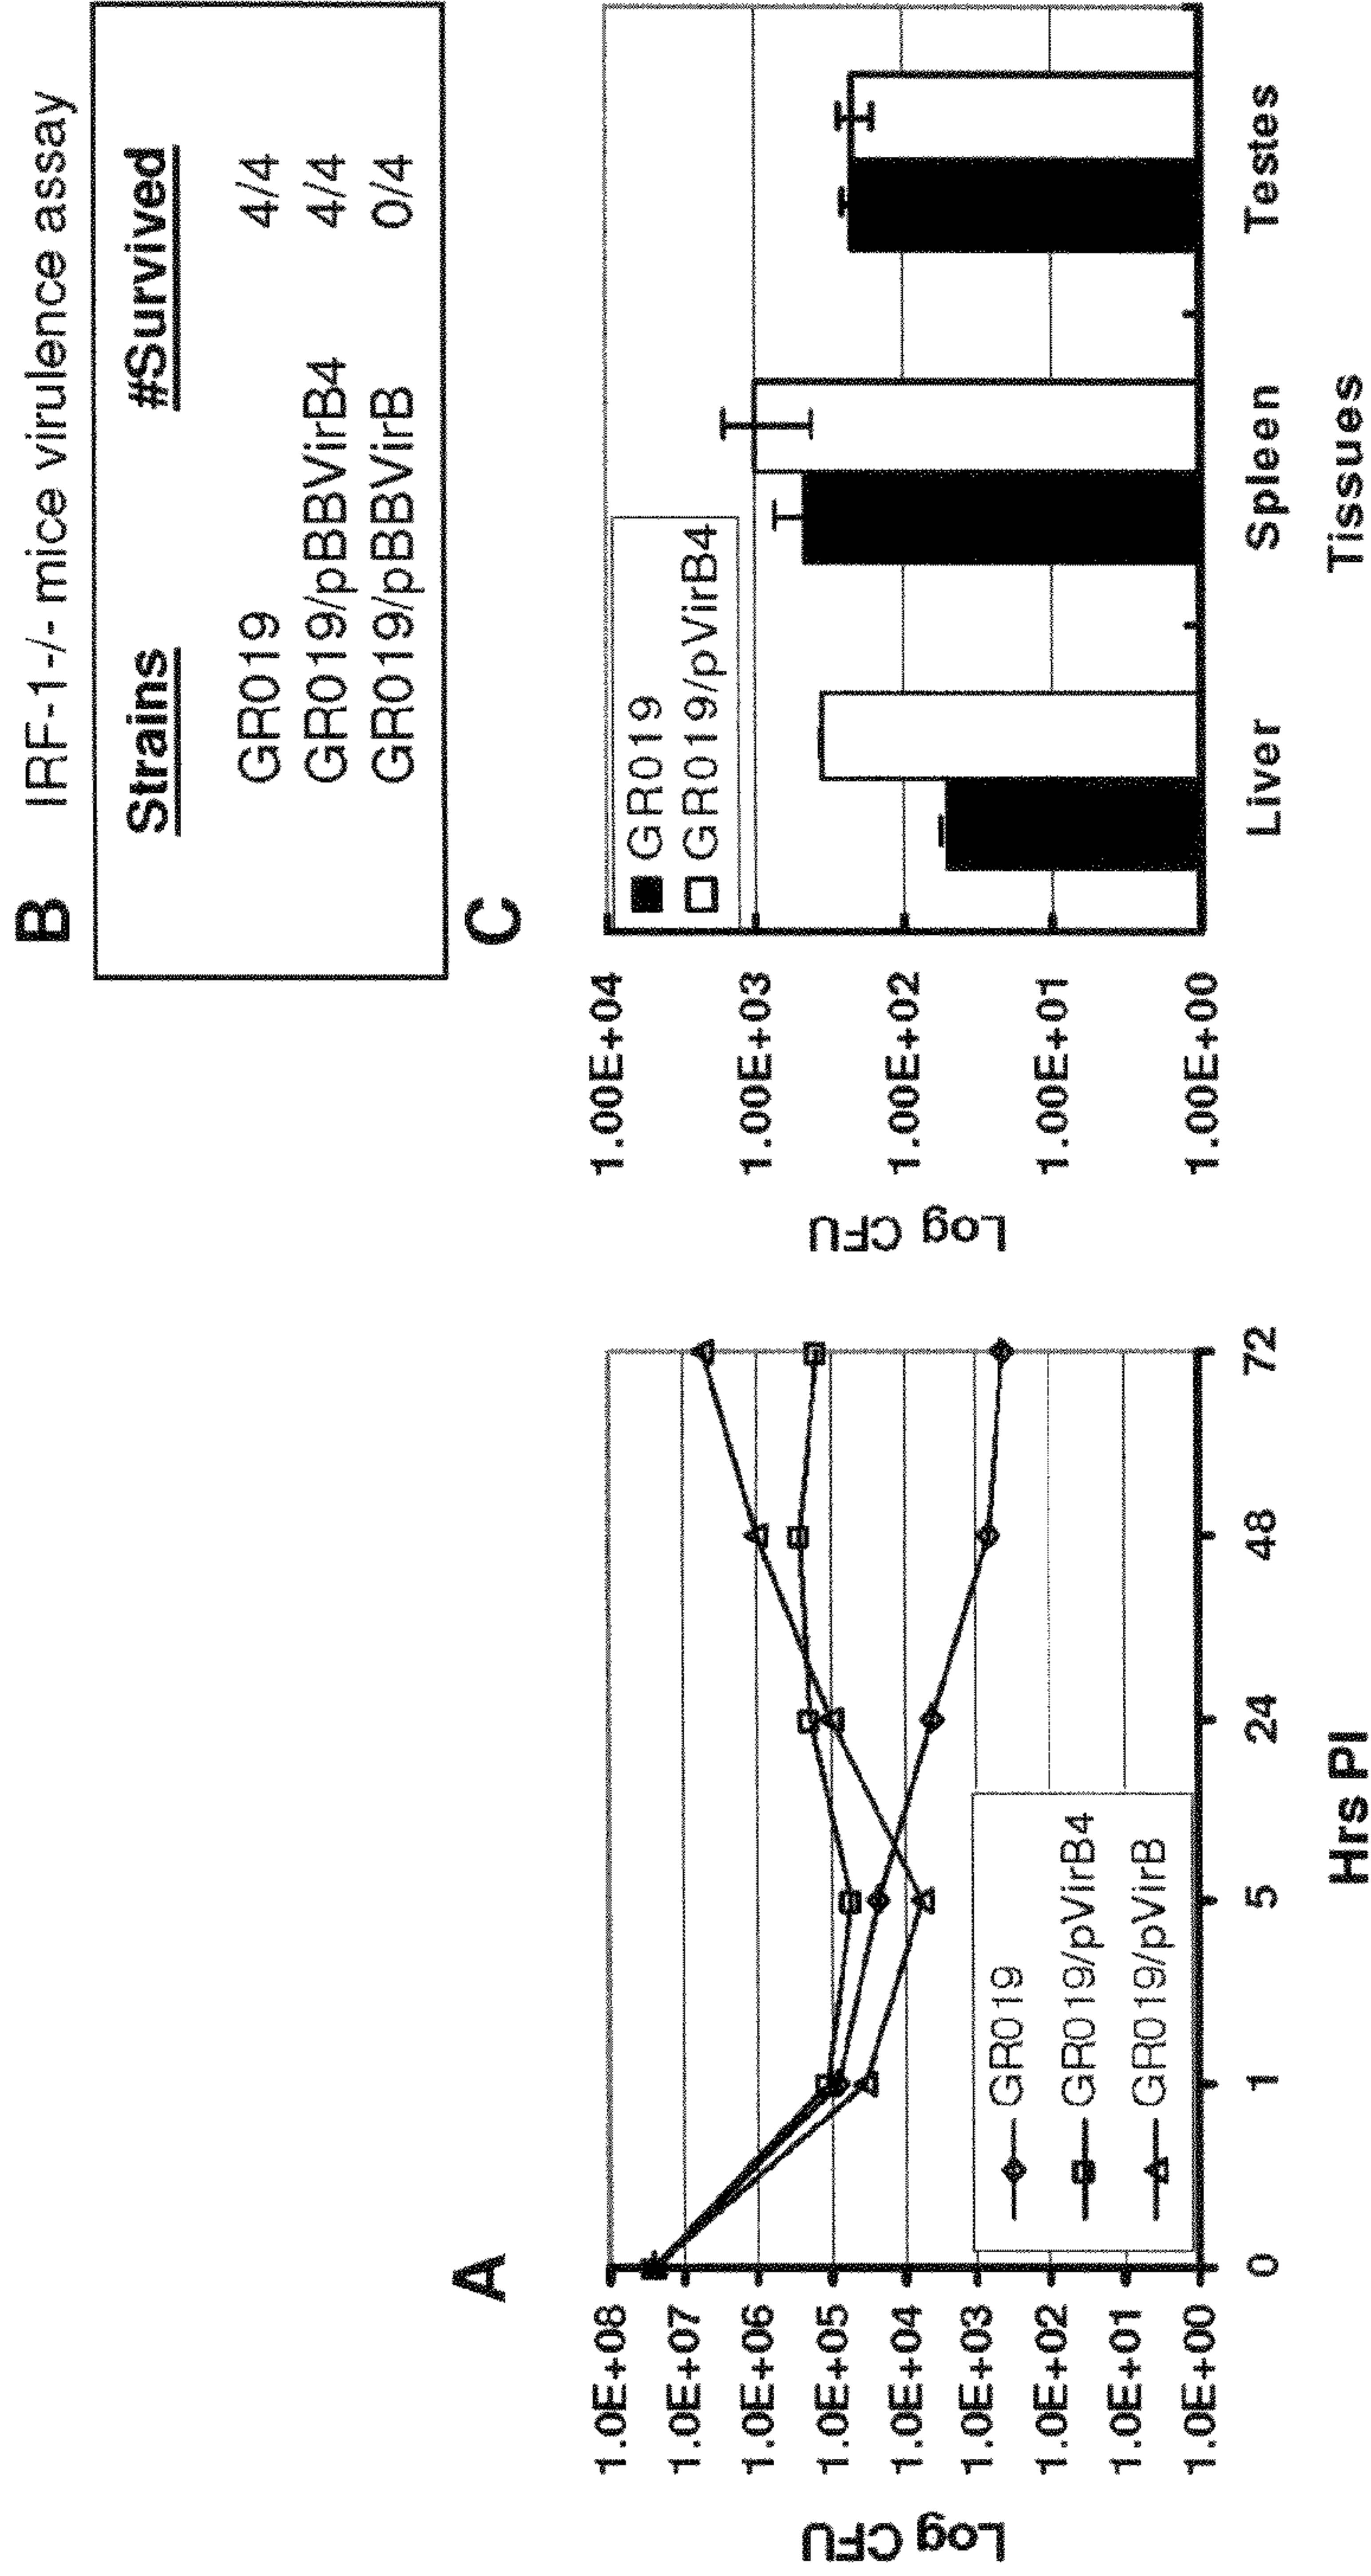 A
Log CFU
1.0E+08
1.0E+07
1.0E+06
1.0E+05
1.0E+04
1.0E+03
1.0E+02
1.0E+01
1.0E+00
GR019
GR019/pVirB4
GR019/pVirB
0 1 5 24 48 72
Hrs PI
B IRF-1 -/- mice virulence assay
Strains #Survived
GR019 4/4
GR019/pBBVirB4 4/4
GR019/pBBVirB 0/4
C
Log CFU
1.00E+04
1.00E+03
1.00E+02
1.00E+01
1.00E+00
GR019
GR019/pVirB4
Liver Spleen Testes
Tissues